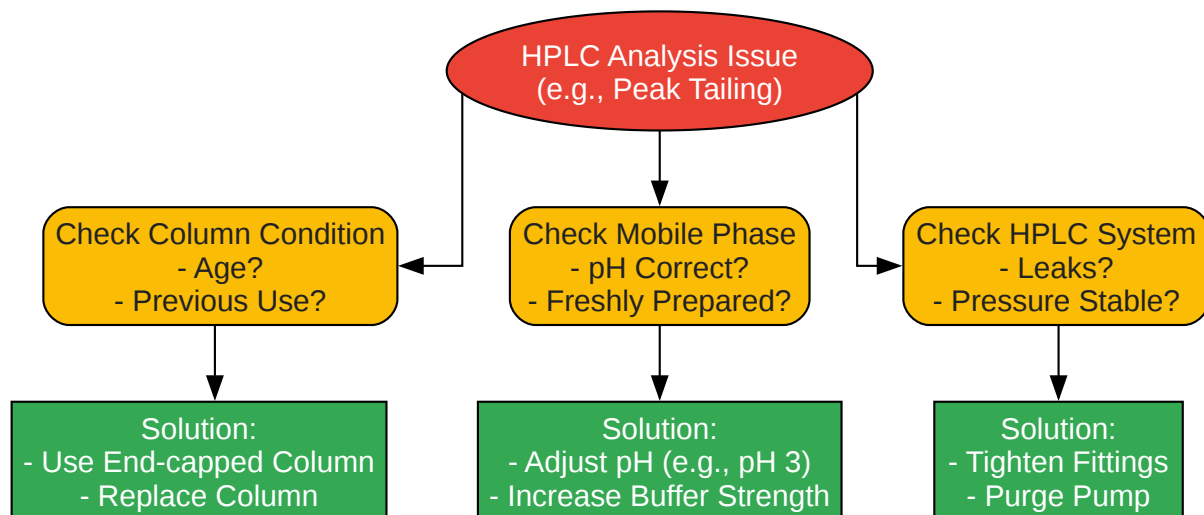 HPLC Analysis Issue
(e.g., Peak Tailing)
Check Column Condition
- Age?
- Previous Use?
Check Mobile Phase
- pH Correct?
- Freshly Prepared?
Check HPLC System
- Leaks?
- Pressure Stable?
Solution:
- Use End-capped Column
- Replace Column
Solution:
- Adjust pH (e.g., pH 3)
- Increase Buffer Strength
Solution:
- Tighten Fittings
- Purge Pump